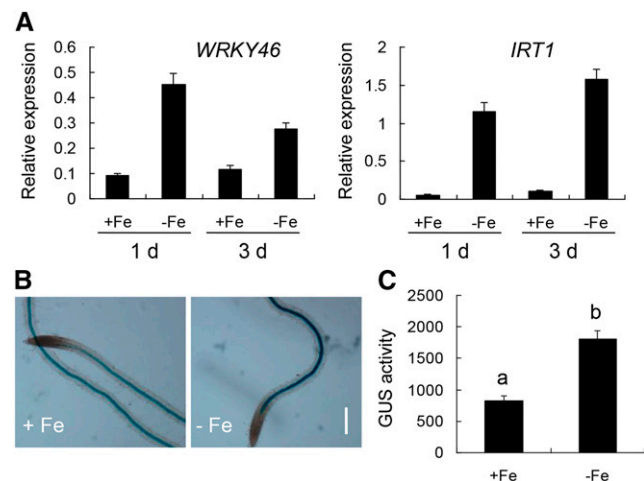 A
WRKY46
Relative expression
0.6
0.5
0.4
0.3
0.2
0.1
0
+Fe -Fe +Fe -Fe
1 d 3 d
IRT1
Relative expression
2
1.5
1
0.5
0
+Fe -Fe +Fe -Fe
1 d 3 d
B
+ Fe
- Fe
C
GUS activity
2500
2000
1500
1000
500
0
a
b
+Fe -Fe